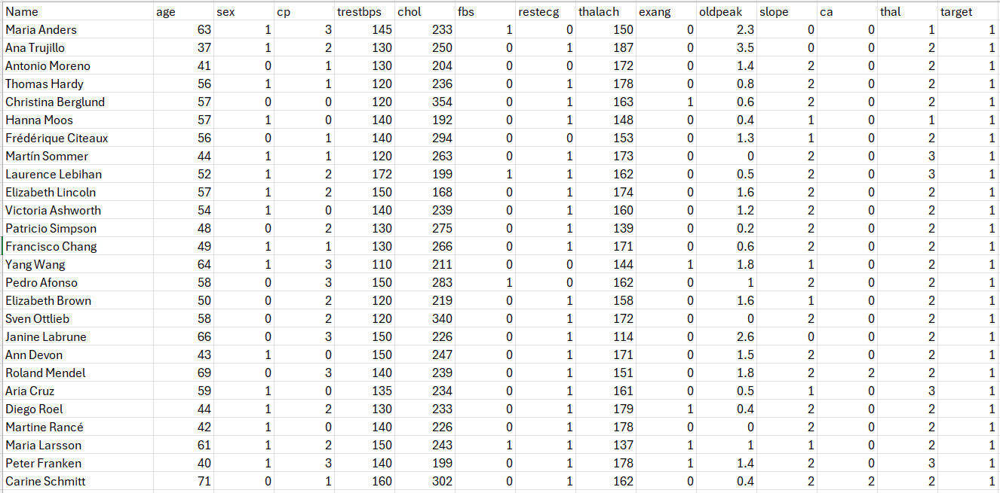 Name age sex cp trestbps chol fbs restecg thalach exang oldpeak slope ca thal target
Maria Anders 63 1 3 145 233 1 0 150 0 2.3 0 0 1 1
Ana Trujillo 37 1 2 130 250 0 1 187 0 3.5 0 0 2 1
Antonio Moreno 41 0 1 130 204 0 0 172 0 1.4 2 0 2 1
Thomas Hardy 56 1 1 120 236 0 1 178 0 0.8 2 0 2 1
Christina Berglund 57 0 0 120 354 0 1 163 1 0.6 2 0 2 1
Hanna Moos 57 1 0 140 192 0 1 148 0 0.4 1 0 1 1
Frédérique Citeaux 56 0 1 140 294 0 0 153 0 1.3 1 0 2 1
Martín Sommer 44 1 1 120 263 0 1 173 0 0 2 0 3 1
Laurence Lebihan 52 1 2 172 199 1 1 162 0 0.5 2 0 3 1
Elizabeth Lincoln 57 1 2 150 168 0 1 174 0 1.6 2 0 2 1
Victoria Ashworth 54 1 0 140 239 0 1 160 0 1.2 2 0 2 1
Patricio Simpson 48 0 2 130 275 0 1 139 0 0.2 2 0 2 1
Francisco Chang 49 1 1 130 266 0 1 171 0 0.6 2 0 2 1
Yang Wang 64 1 3 110 211 0 0 144 1 1.8 1 0 2 1
Pedro Afonso 58 0 3 150 283 1 0 162 0 1 2 0 2 1
Elizabeth Brown 50 0 2 120 219 0 1 158 0 1.6 1 0 2 1
Sven Ottlieb 58 0 2 120 340 0 1 172 0 0 2 0 2 1
Janine Labrune 66 0 3 150 226 0 1 114 0 2.6 0 0 2 1
Ann Devon 43 1 0 150 247 0 1 171 0 1.5 2 0 2 1
Roland Mendel 69 0 3 140 239 0 1 151 0 1.8 2 2 2 1
Aria Cruz 59 1 0 135 234 0 1 161 0 0.5 1 0 3 1
Diego Roel 44 1 2 130 233 0 1 179 1 0.4 2 0 2 1
Martine Rancé 42 1 0 140 226 0 1 178 0 0 2 0 2 1
Maria Larsson 61 1 2 150 243 1 1 137 1 1 1 0 2 1
Peter Franken 40 1 3 140 199 0 1 178 1 1.4 2 0 3 1
Carine Schmitt 71 0 1 160 302 0 1 162 0 0.4 2 2 2 1